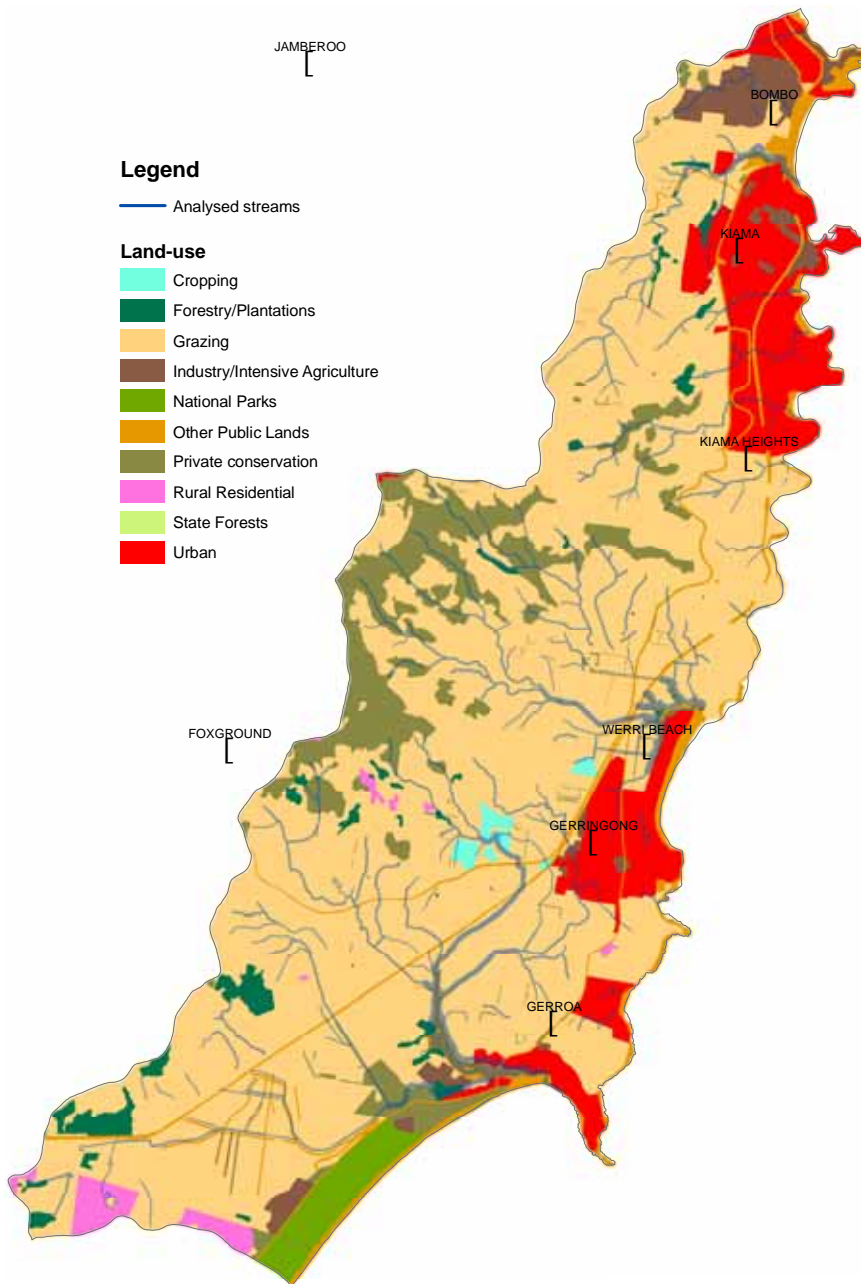 JAMBEROO
BOMBO
Legend
Analysed streams
KIAMA
Land-use
Cropping
Forestry/Plantations
Grazing
Industry/Intensive Agriculture
National Parks
Other Public Lands
KIAMA HEIGHTS
Private conservation
Rural Residential
State Forests
Urban
FOXGROUND
WERRI BEACH
GERRINGONG
GERROA